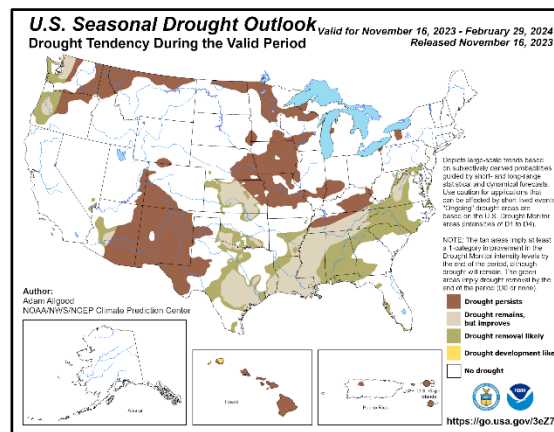 U.S. Seasonal Drought Outlook
Drought Tendency During the Valid Period
Valid for November 16, 2023 - February 29, 2024
Released November 16, 2023
Depicts large-scale trends based
on subjectively derived probabilities
guided by short- and long-range
statistical and dynamical forecasts.
Use caution for applications that
can be affected by short lived events.
"Ongoing" drought areas are
based on the U.S. Drought Monitor
areas (intensities of D1 to D4).
NOTE: The tan areas imply at least
a 1-category improvement in the
Drought Monitor intensity levels by
the end of the period, although
drought will remain. The green
areas imply drought removal by the
end of the period (D0 or none).
Author:
Adam Allgood
NOAA/NWS/NCEP Climate Prediction Center
Drought persists
Drought remains,
but improves
Drought removal likely
Drought development like
No drought
Alaska
Hawaii
Puerto Rico
Islands
https://go.usa.gov/3eZ7